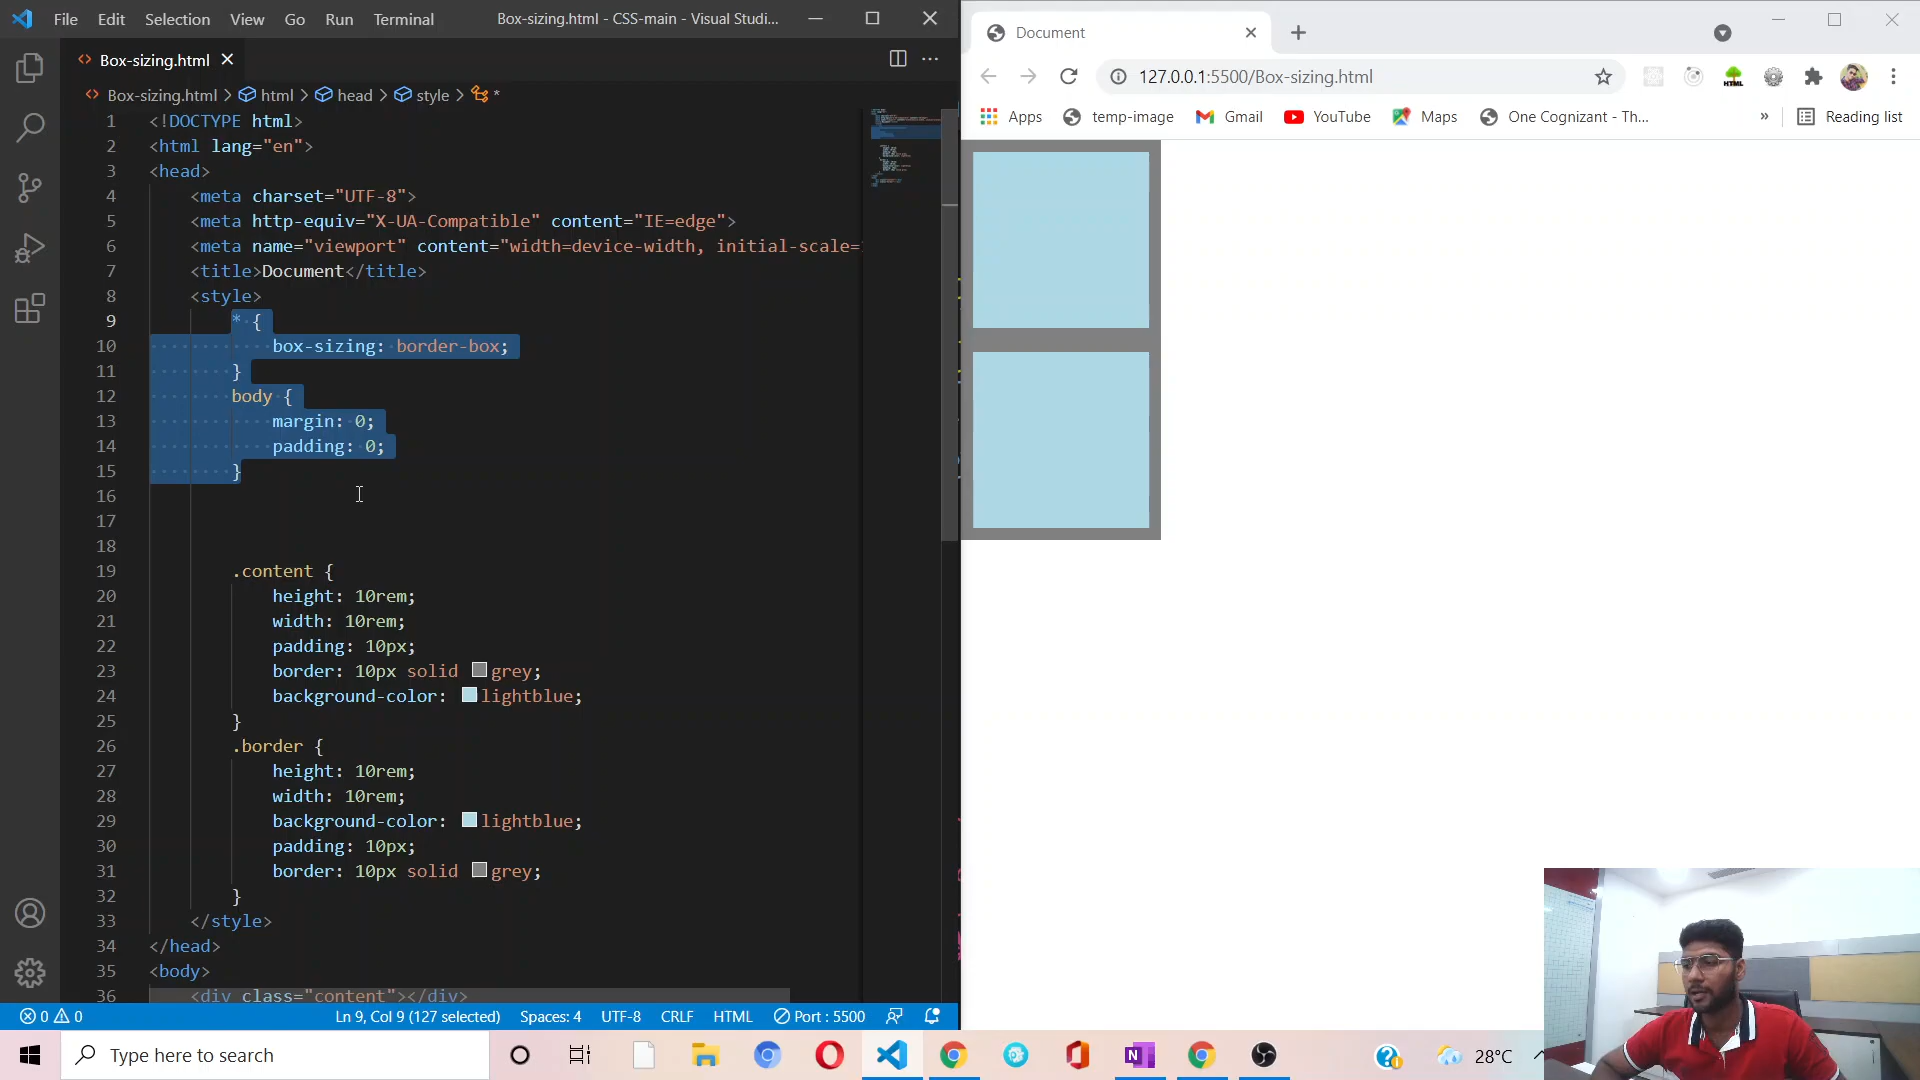 File Edit Selection View Go Run Terminal Box-sizing.html - CSS-main - Visual Studi...
Box-sizing.html
Box-sizing.html > html > head > style > *
1 <!DOCTYPE html>
2 <html lang="en">
3 <head>
4 <meta charset="UTF-8">
5 <meta http-equiv="X-UA-Compatible" content="IE=edge">
6 <meta name="viewport" content="width=device-width, initial-scale=
7 <title>Document</title>
8 <style>
9 * {
10 box-sizing: border-box;
11 }
12 body {
13 margin: 0;
14 padding: 0;
15 }
16
17
18
19 .content {
20 height: 10rem;
21 width: 10rem;
22 padding: 10px;
23 border: 10px solid grey;
24 background-color: lightblue;
25 }
26 .border {
27 height: 10rem;
28 width: 10rem;
29 background-color: lightblue;
30 padding: 10px;
31 border: 10px solid grey;
32 }
33 </style>
34 </head>
35 <body>
36 <div class="content"></div>
0 0 Ln 9, Col 9 (127 selected) Spaces: 4 UTF-8 CRLF HTML Port : 5500
Document
127.0.0.1:5500/Box-sizing.html
Apps temp-image Gmail YouTube Maps One Cognizant - Th... » Reading list
Type here to search
28°C